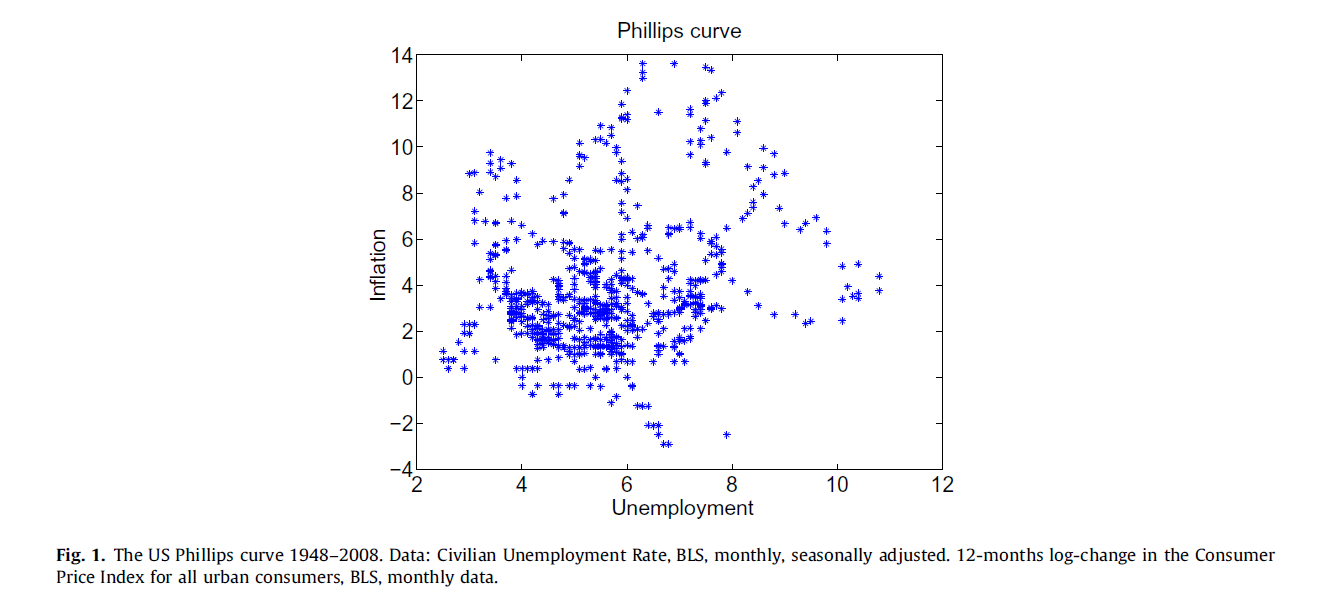 Phillips curve
14
12
10
8
6
4
2
0
−2
−4
Inflation
2 4 6 8 10 12
Unemployment
Fig. 1. The US Phillips curve 1948–2008. Data: Civilian Unemployment Rate, BLS, monthly, seasonally adjusted. 12-months log-change in the Consumer
Price Index for all urban consumers, BLS, monthly data.